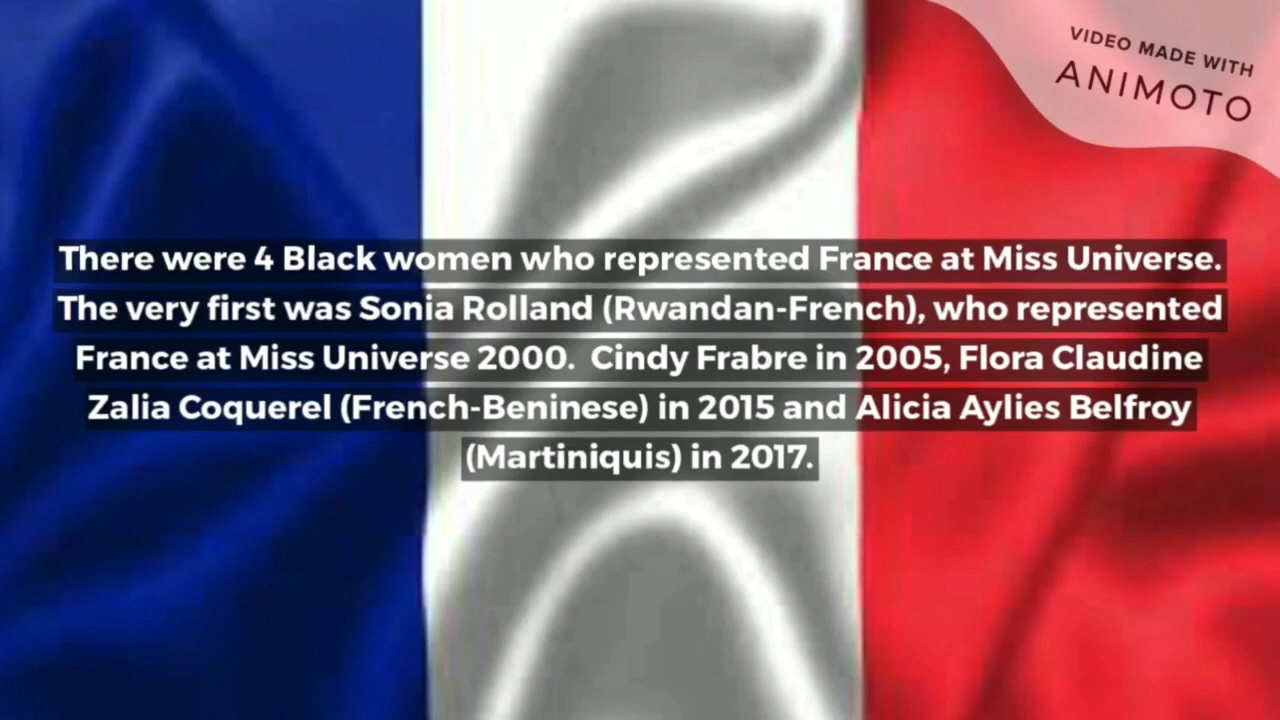 VIDEO MADE WITH
ANIMOTO
There were 4 Black women who represented France at Miss Universe.
The very first was Sonia Rolland (Rwandan-French), who represented
France at Miss Universe 2000.  Cindy Frabre in 2005, Flora Claudine
Zalia Coquerel (French-Beninese) in 2015 and Alicia Aylies Belfroy
(Martiniquis) in 2017.